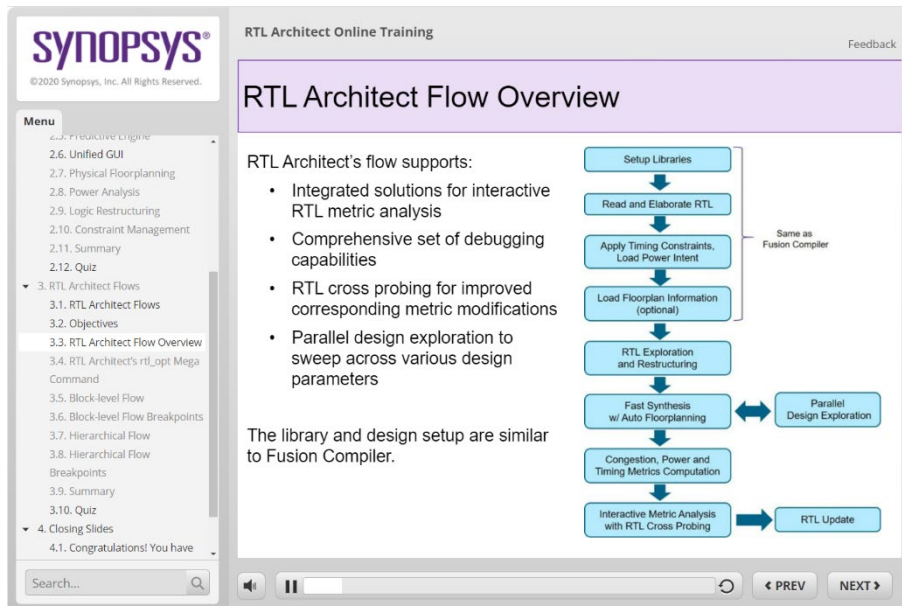 SYNOPSYS®
©2020 Synopsys, Inc. All Rights Reserved.
RTL Architect Online Training
Feedback
Menu
2.5. Predictive Engine
2.6. Unified GUI
2.7. Physical Floorplanning
2.8. Power Analysis
2.9. Logic Restructuring
2.10. Constraint Management
2.11. Summary
2.12. Quiz
3. RTL Architect Flows
3.1. RTL Architect Flows
3.2. Objectives
3.3. RTL Architect Flow Overview
3.4. RTL Architect's rtl_opt Mega
Command
3.5. Block-level Flow
3.6. Block-level Flow Breakpoints
3.7. Hierarchical Flow
3.8. Hierarchical Flow
Breakpoints
3.9. Summary
3.10. Quiz
4. Closing Slides
4.1. Congratulations! You have
Search...
RTL Architect Flow Overview
RTL Architect's flow supports:
• Integrated solutions for interactive
RTL metric analysis
• Comprehensive set of debugging
capabilities
• RTL cross probing for improved
corresponding metric modifications
• Parallel design exploration to
sweep across various design
parameters
The library and design setup are similar
to Fusion Compiler.
Setup Libraries
Read and Elaborate RTL
Apply Timing Constraints,
Load Power Intent
Load Floorplan Information
(optional)
Same as
Fusion Compiler
RTL Exploration
and Restructuring
Fast Synthesis
w/ Auto Floorplanning
Parallel
Design Exploration
Congestion, Power and
Timing Metrics Computation
Interactive Metric Analysis
with RTL Cross Probing
RTL Update
PREV
NEXT